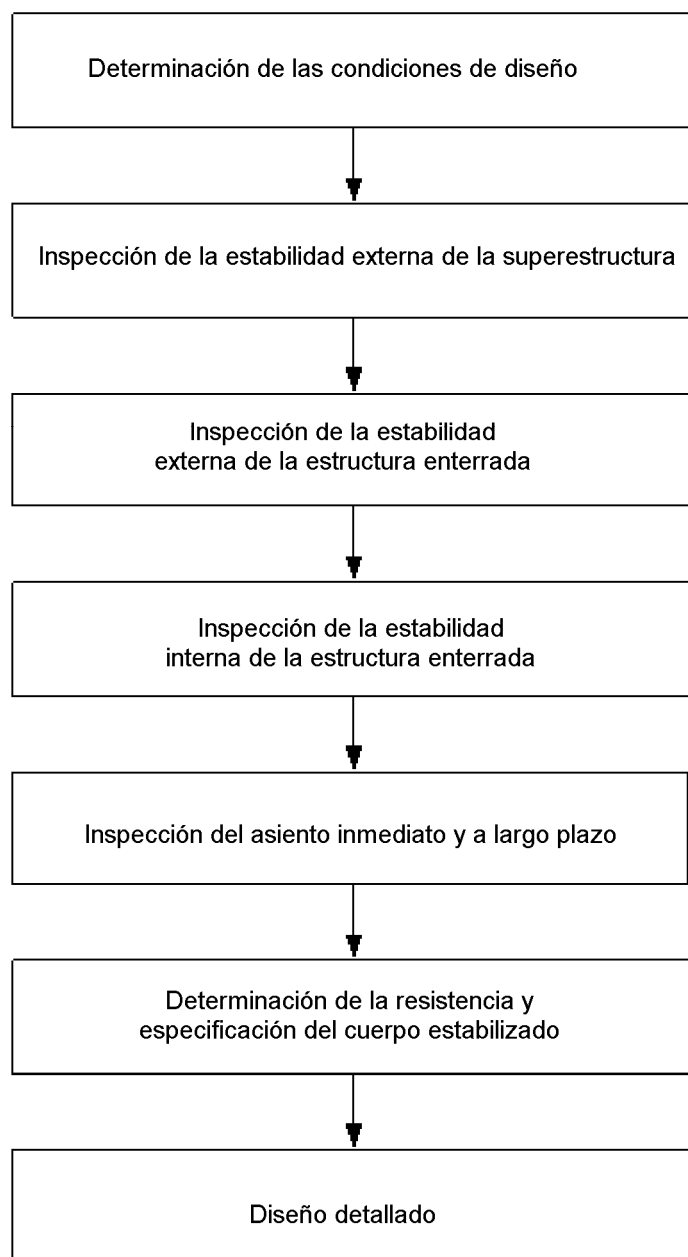 Determinación de las condiciones de diseño
Inspección de la estabilidad externa de la superestructura
Inspección de la estabilidad
externa de la estructura enterrada
Inspección de la estabilidad
interna de la estructura enterrada
Inspección del asiento inmediato y a largo plazo
Determinación de la resistencia y
especificación del cuerpo estabilizado
Diseño detallado